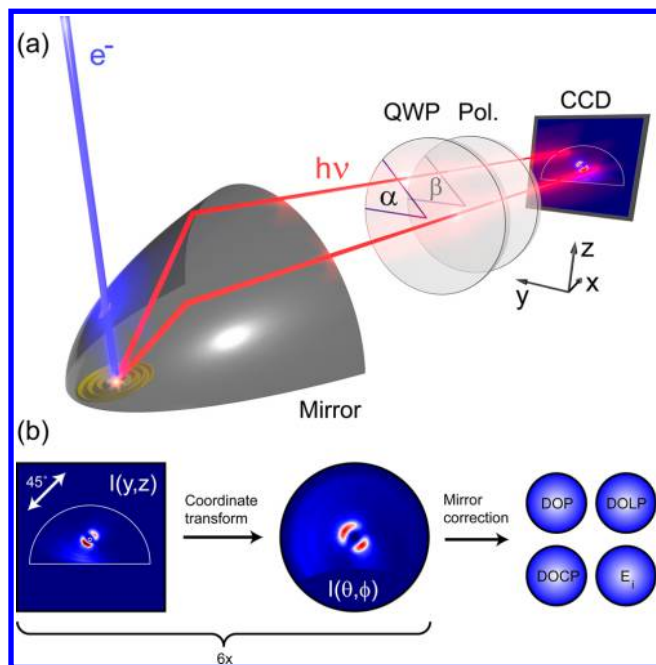 (a)
e-
QWP Pol. CCD
hν
α β
z
y x
Mirror
(b)
45° I(y,z)
Coordinate
transform
I(θ,ϕ)
Mirror
correction
DOP DOLP
DOCP Ei
6x